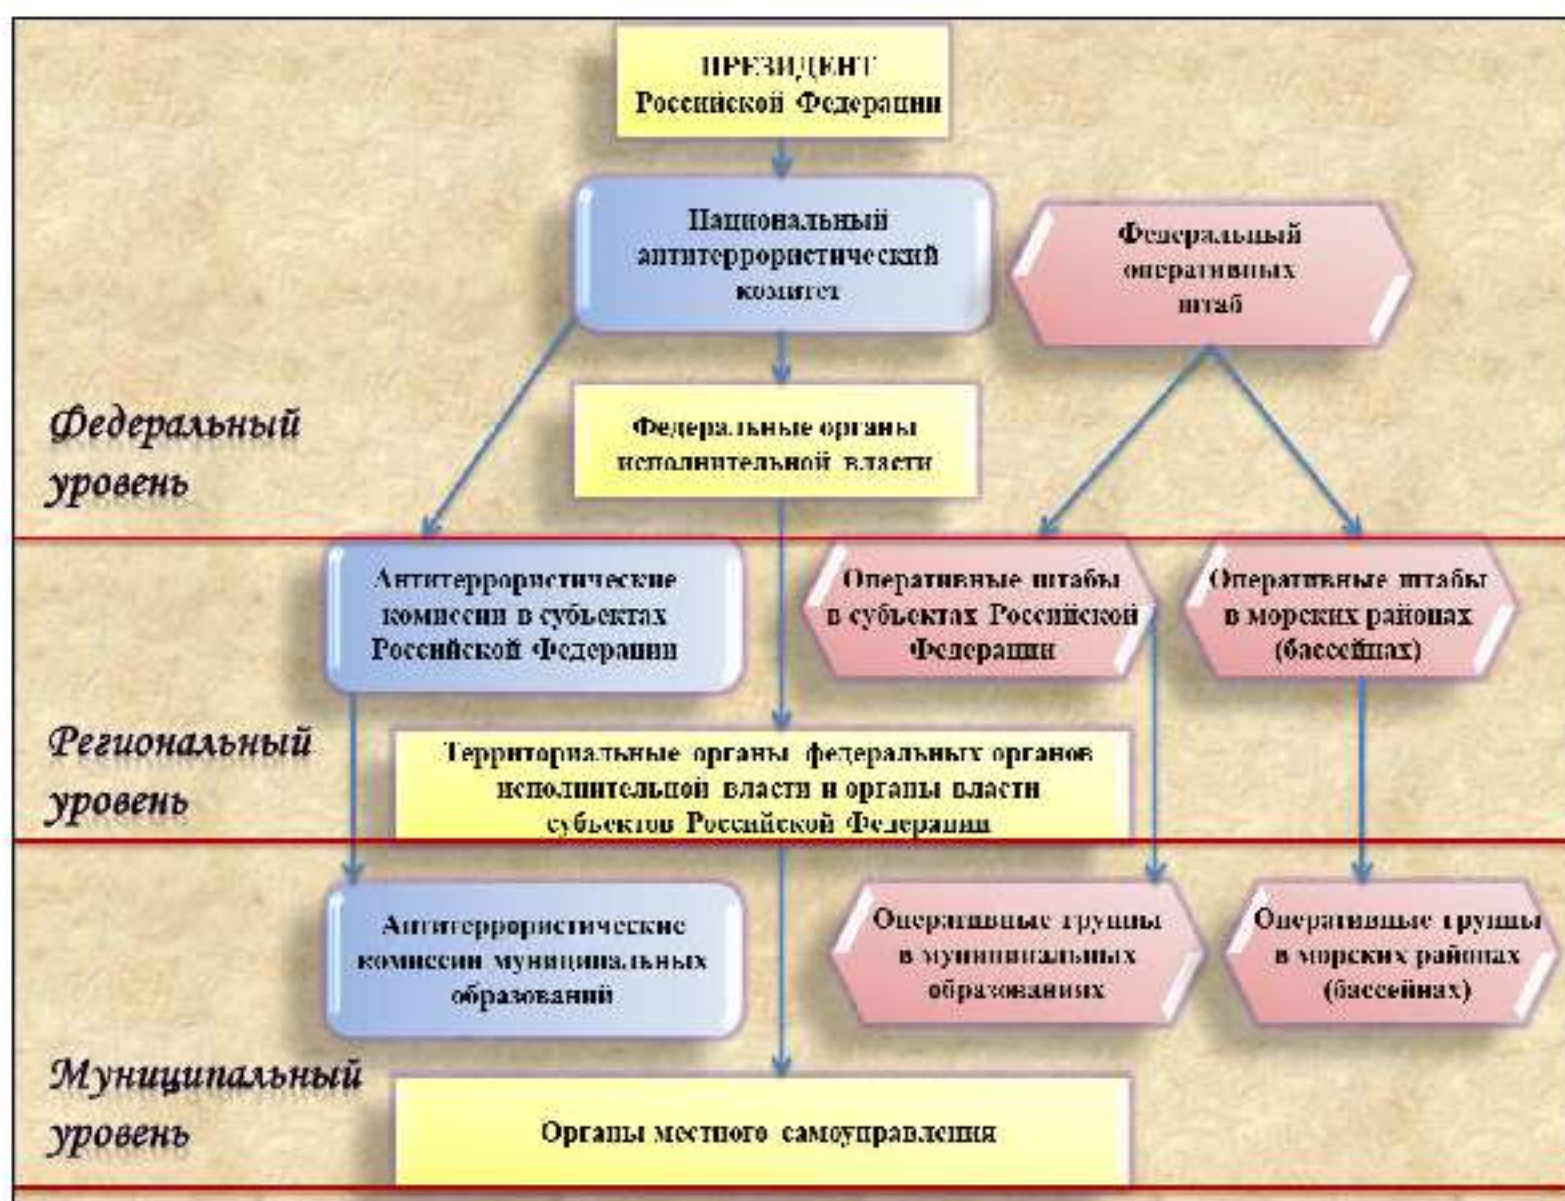 ПРЕЗИДЕНТ
Российской Федерации
Национальный
антитеррористический
комитет
Федеральный
оперативных
штаб
Федеральный
уровень
Федеральные органы
исполнительной власти
Антитеррористические
комиссии в субъектах
Российской Федерации
Оперативные штабы
в субъектах Российской
Федерации
Оперативные штабы
в морских районах
(бассейнах)
Региональный
уровень
Территориальные органы федеральных органов
исполнительной власти и органы власти
субъектов Российской Федерации
Антитеррористические
комиссии муниципальных
образований
Оперативные группы
в муниципальных
образованиях
Оперативные группы
в морских районах
(бассейнах)
Муниципальный
уровень
Органы местного самоуправления